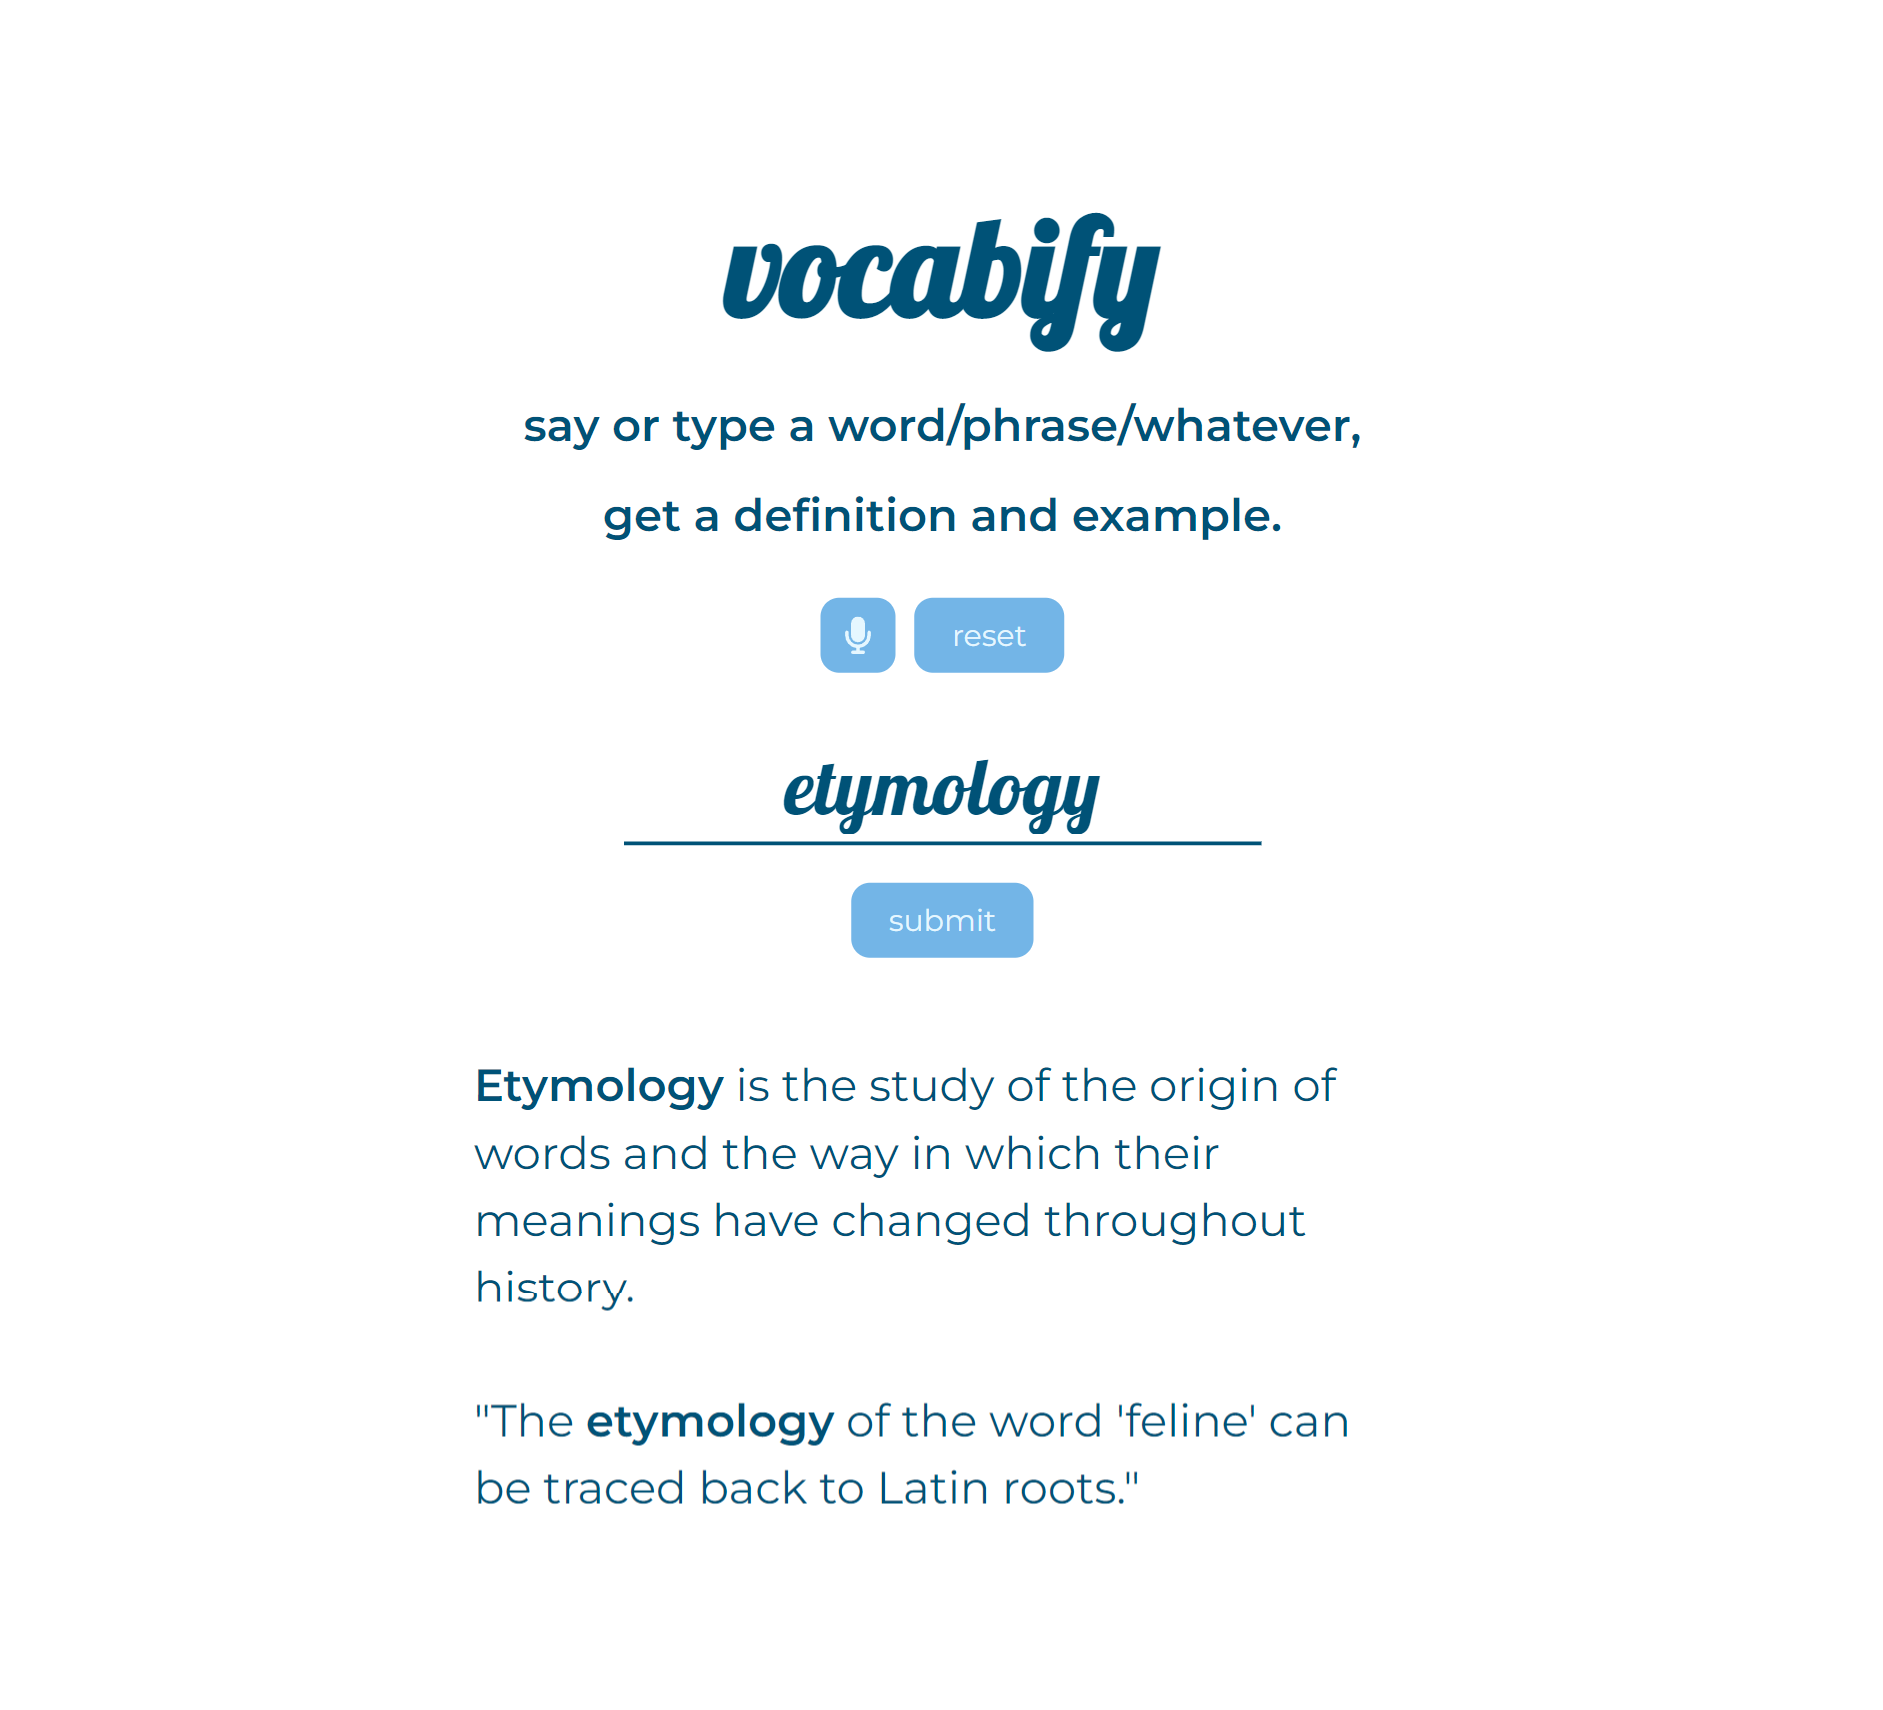 vocabify
say or type a word/phrase/whatever,
get a definition and example.
reset
etymology
submit
Etymology is the study of the origin of
words and the way in which their
meanings have changed throughout
history.
"The etymology of the word 'feline' can
be traced back to Latin roots."